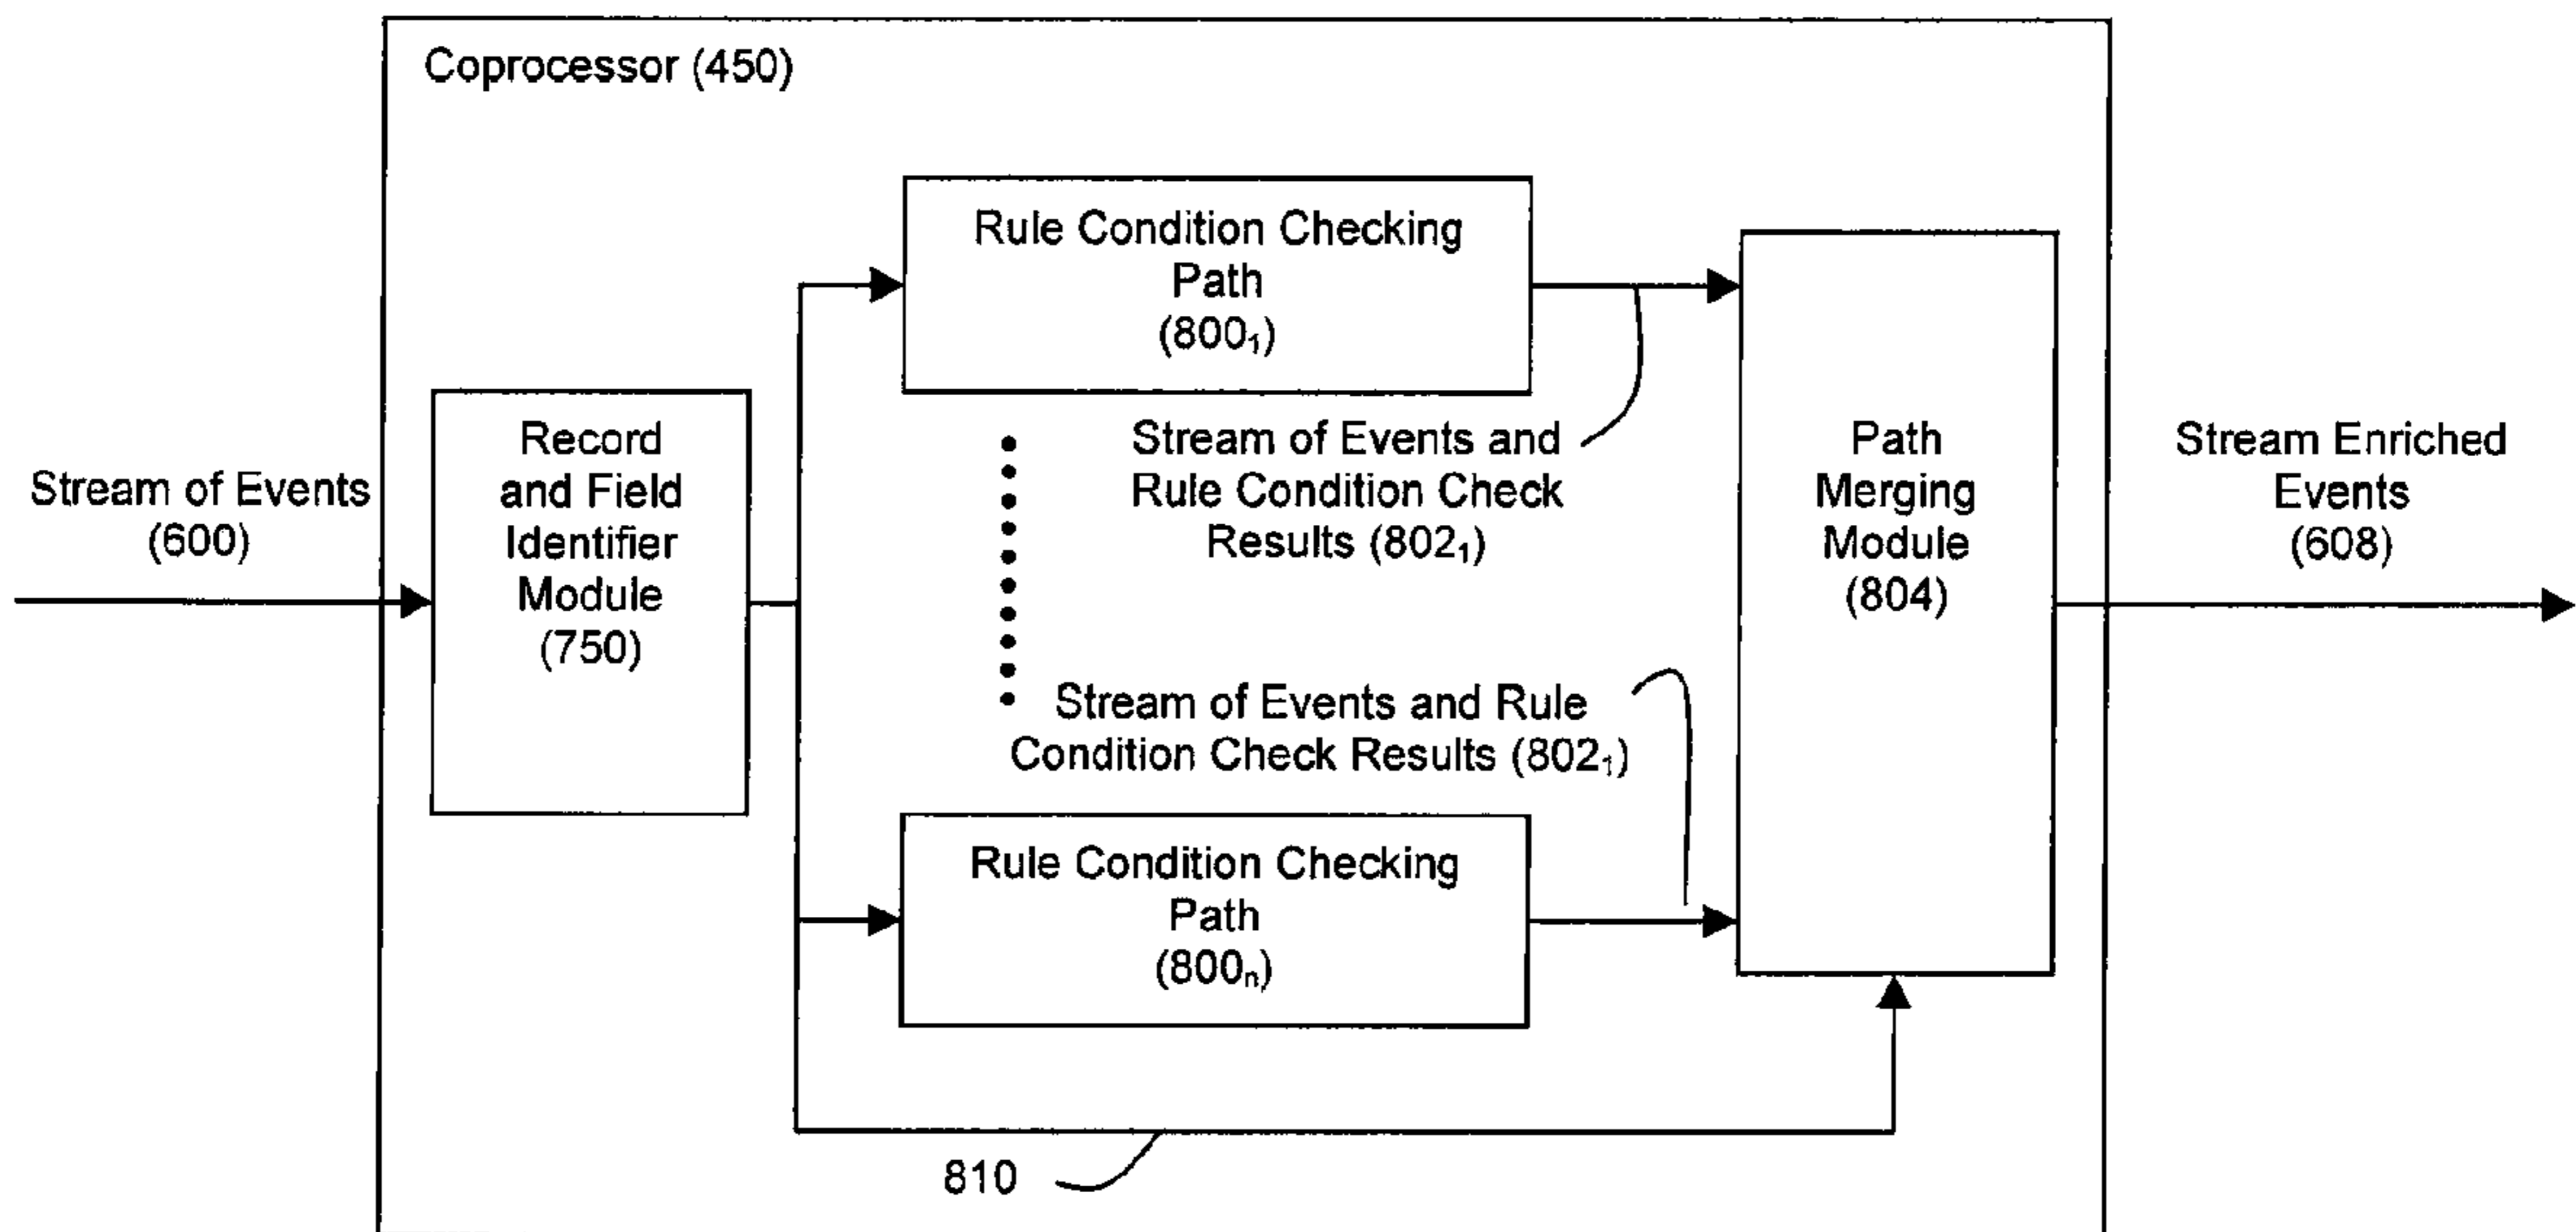 Coprocessor (450)
Stream of Events
(600)
Record
and Field
Identifier
Module
(750)
Rule Condition Checking
Path
(800₁)
Stream of Events and
Rule Condition Check
Results (802₁)
Stream of Events and Rule
Condition Check Results (802₁)
Rule Condition Checking
Path
(800ₙ)
Path
Merging
Module
(804)
Stream Enriched
Events
(608)
810